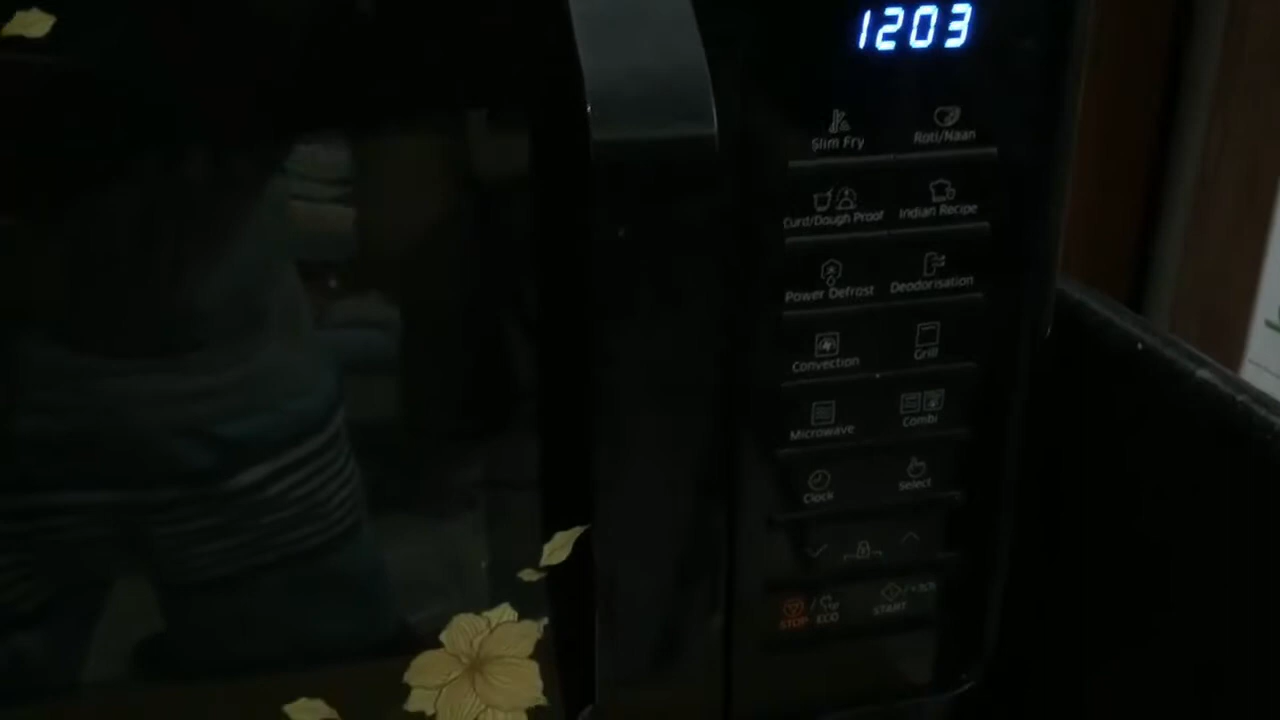 1203
Slim Fry Roti/Naan
Curd/Dough Proof Indian Recipe
Power Defrost Deodorisation
Convection Grill
Microwave Combi
Clock Select
STOP / ECO START /+30s